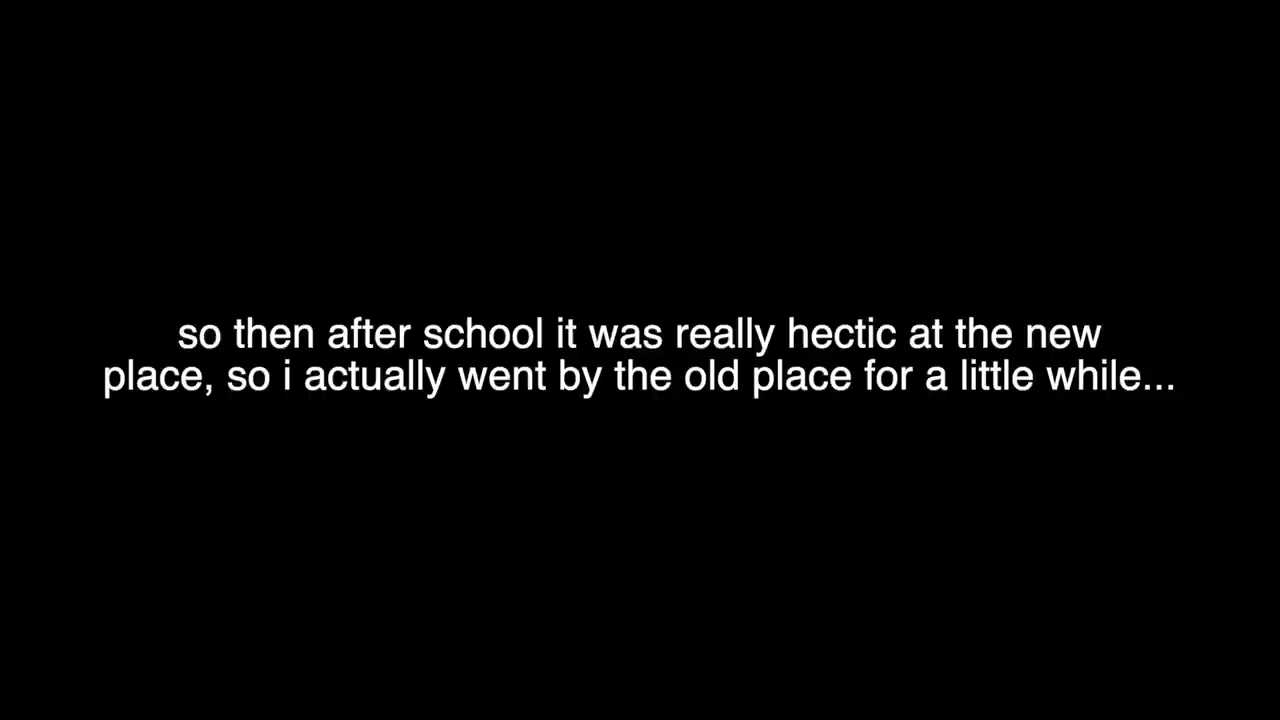 so then after school it was really hectic at the new
place, so i actually went by the old place for a little while...